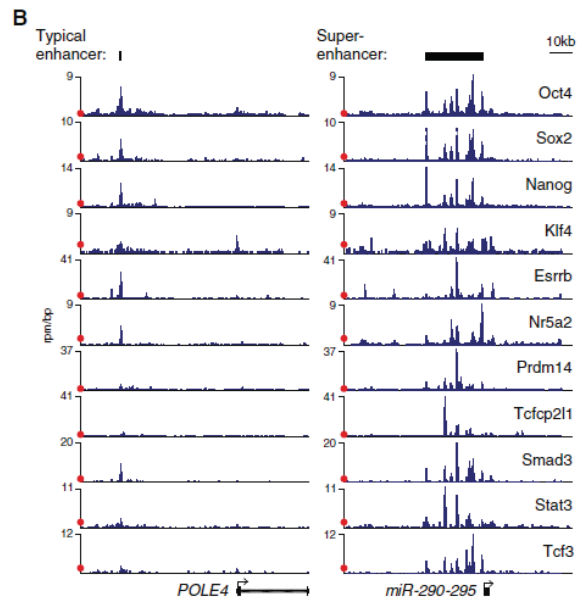 B
Typical enhancer:
Super-enhancer:
10kb
rpm/bp
9
Oct4
10
Sox2
14
Nanog
9
Klf4
41
Esrrb
9
Nr5a2
37
Prdm14
41
Tcfcp2l1
20
Smad3
11
Stat3
12
Tcf3
POLE4
miR-290-295